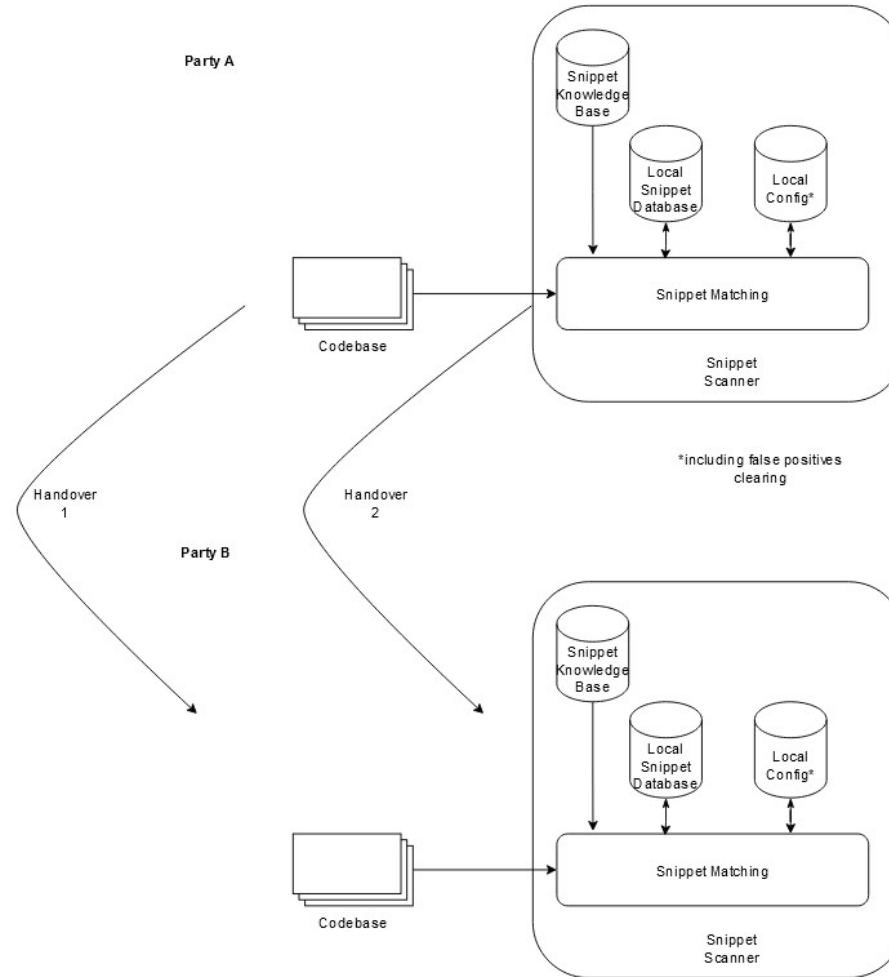 Party A
Snippet
Knowledge
Base
Local
Snippet
Database
Local
Config*
Snippet Matching
Codebase
Snippet
Scanner
*including false positives
clearing
Handover
1
Handover
2
Party B
Snippet
Knowledge
Base
Local
Snippet
Database
Local
Config*
Snippet Matching
Codebase
Snippet
Scanner